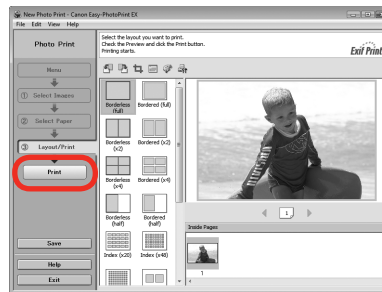 New Photo Print - Canon Easy-PhotoPrint EX
File Edit View Help
Photo Print
Select the layout you want to print.
Check the Preview and click the Print button.
Printing starts.
Exif Print
Menu
① Select Images
② Select Paper
③ Layout/Print
Print
Save
Help
Exit
Borderless (full)
Bordered (full)
Borderless (x2)
Bordered (x2)
Borderless (x4)
Bordered (x4)
Borderless (half)
Bordered (half)
Index (x20)
Index (x48)
1
Inside Pages
1